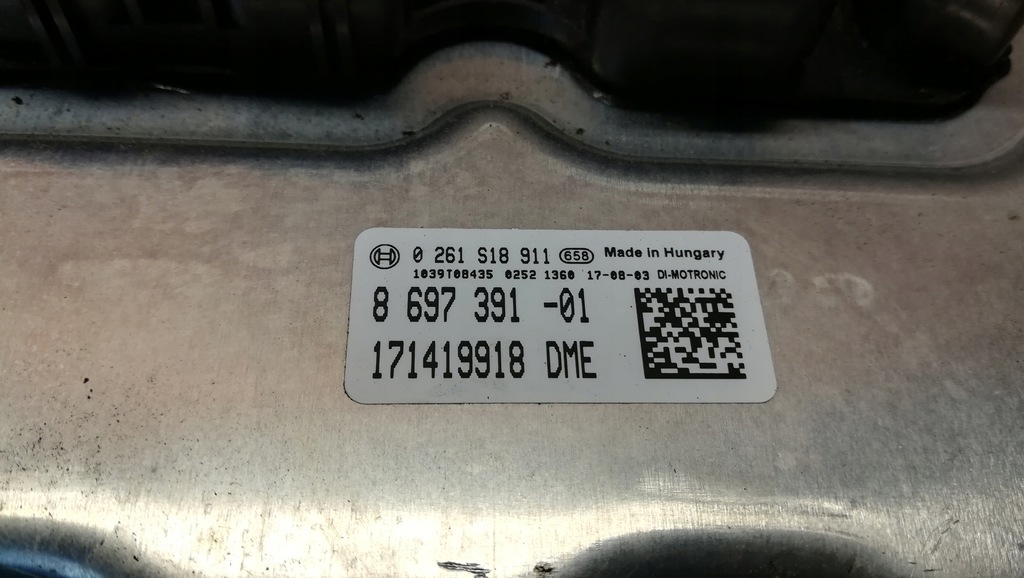 0 261 S18 911 658 Made in Hungary
1039T08435 0252 1360 17-08-03 DI-MOTRONIC
8 697 391 -01
171419918 DME